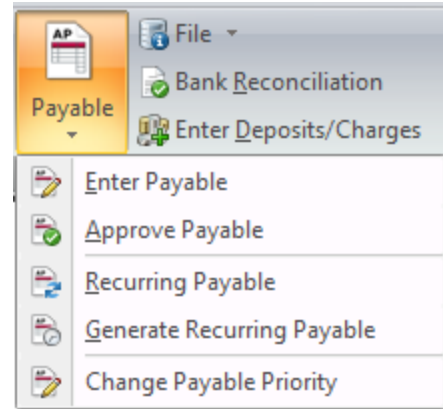 AP
Payable
File
Bank Reconciliation
Enter Deposits/Charges
Enter Payable
Approve Payable
Recurring Payable
Generate Recurring Payable
Change Payable Priority